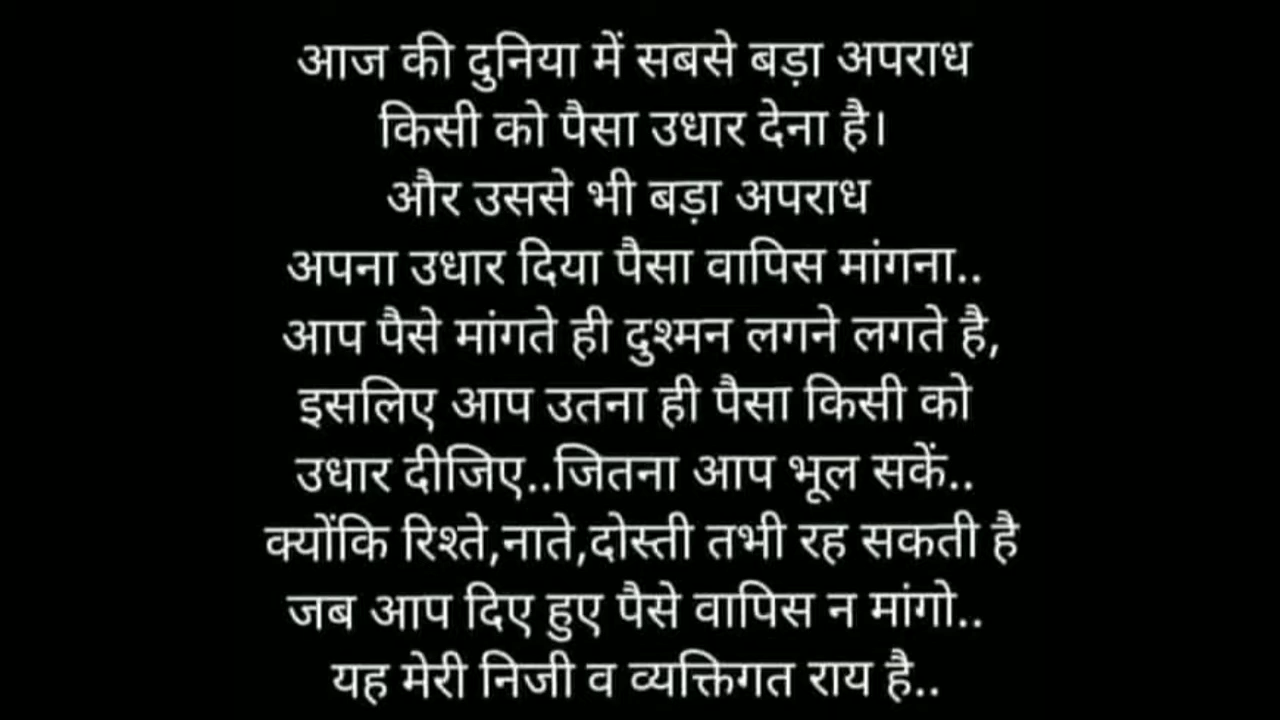 आज की दुनिया में सबसे बड़ा अपराध
किसी को पैसा उधार देना है।
और उससे भी बड़ा अपराध
अपना उधार दिया पैसा वापिस मांगना..
आप पैसे मांगते ही दुश्मन लगने लगते है,
इसलिए आप उतना ही पैसा किसी को
उधार दीजिए..जितना आप भूल सकें..
क्योंकि रिश्ते,नाते,दोस्ती तभी रह सकती है
जब आप दिए हुए पैसे वापिस न मांगो..
यह मेरी निजी व व्यक्तिगत राय है..